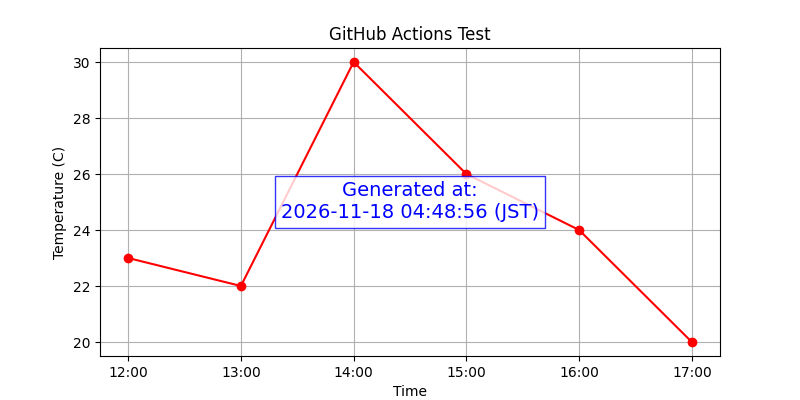 GitHub Actions Test
Temperature (C)
30
28
26
24
22
20
Generated at:
2026-11-18 04:48:56 (JST)
12:00 13:00 14:00 15:00 16:00 17:00
Time